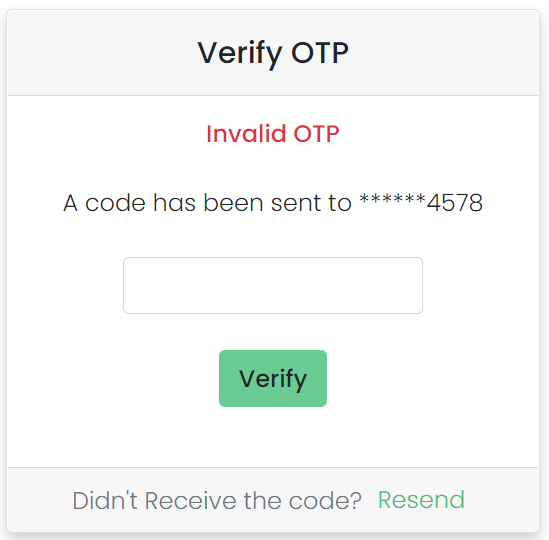 Verify OTP
Invalid OTP
A code has been sent to ******4578
Verify
Didn't Receive the code? Resend